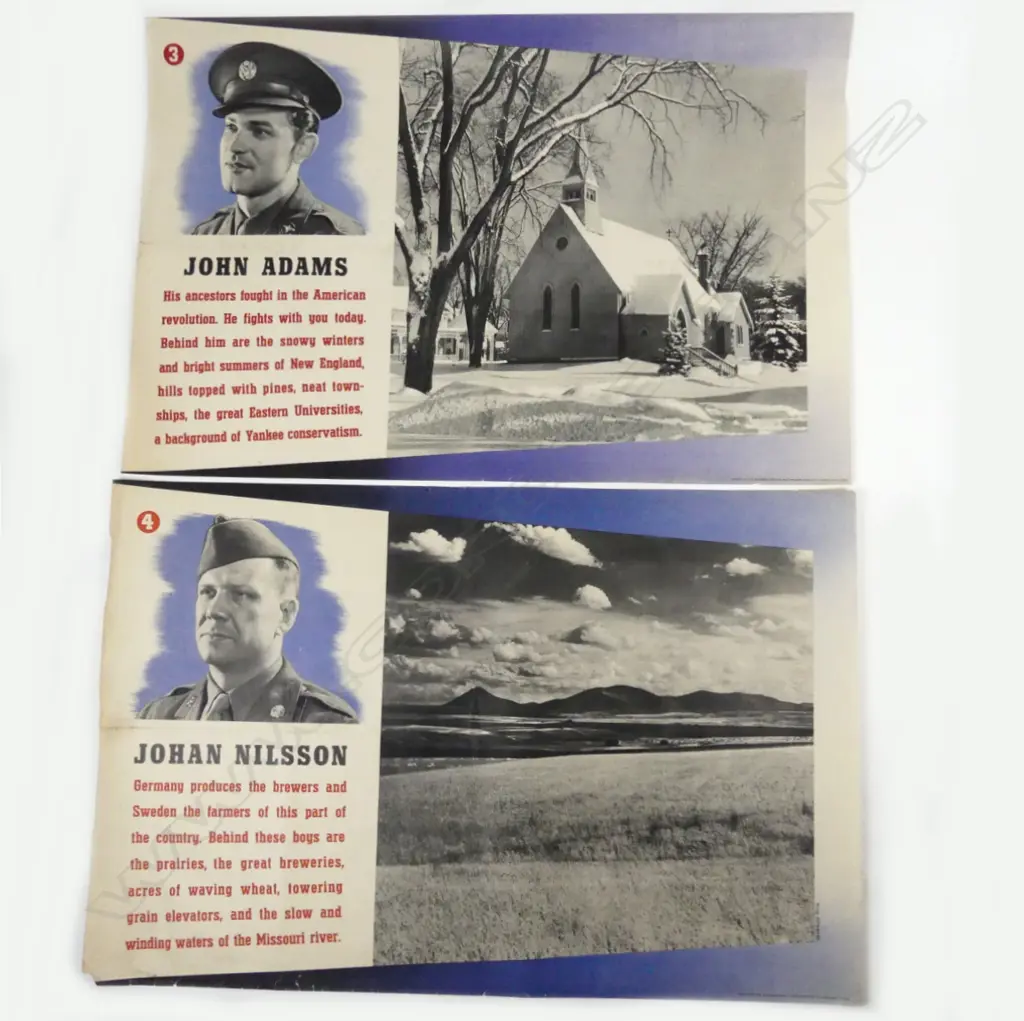 3
JOHN ADAMS
His ancestors fought in the American
revolution. He fights with you today.
Behind him are the snowy winters
and bright summers of New England,
hills topped with pines, neat town-
ships, the great Eastern Universities,
a background of Yankee conservatism.
4
JOHAN NILSSON
Germany produces the brewers and
Sweden the farmers of this part of
the country. Behind these boys are
the prairies, the great breweries,
acres of waving wheat, towering
grain elevators, and the slow and
winding waters of the Missouri river.